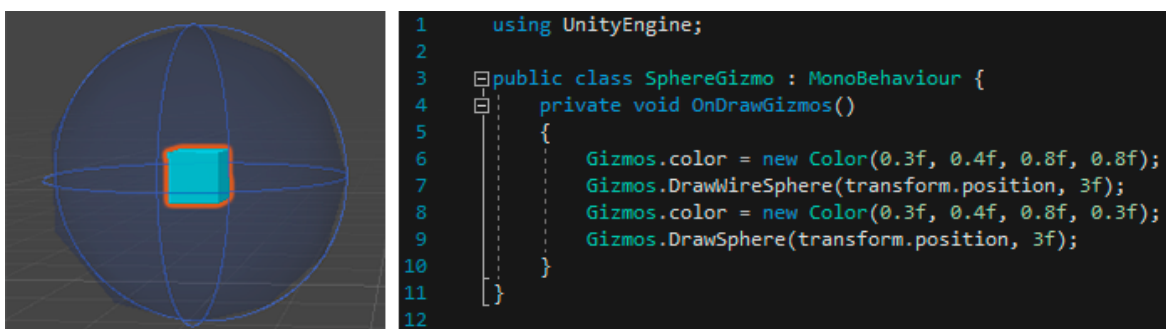 1 using UnityEngine;
2
3 public class SphereGizmo : MonoBehaviour {
4 private void OnDrawGizmos()
5 {
6 Gizmos.color = new Color(0.3f, 0.4f, 0.8f, 0.8f);
7 Gizmos.DrawWireSphere(transform.position, 3f);
8 Gizmos.color = new Color(0.3f, 0.4f, 0.8f, 0.3f);
9 Gizmos.DrawSphere(transform.position, 3f);
10 }
11 }
12